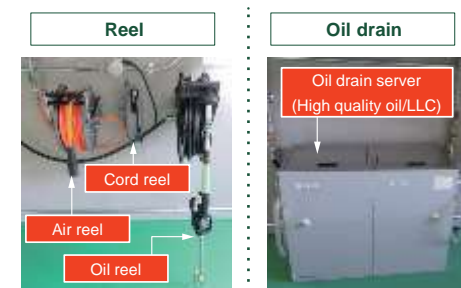 Reel
Oil drain
Cord reel
Air reel
Oil reel
Oil drain server
(High quality oil/LLC)